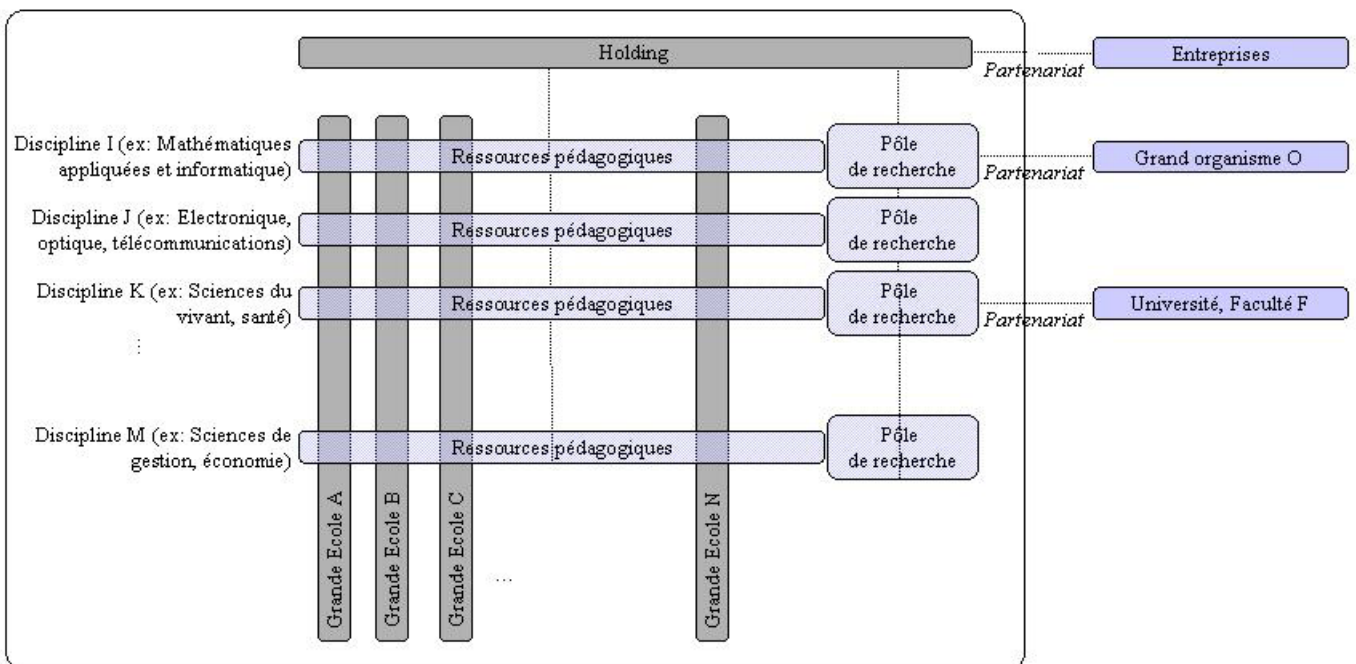 Holding
Entreprises
Partenariat
Discipline I (ex: Mathématiques
appliquées et informatique)
Ressources pédagogiques
Pôle
de recherche
Partenariat
Grand organisme O
Discipline J (ex: Electronique,
optique, télécommunications)
Ressources pédagogiques
Pôle
de recherche
Discipline K (ex: Sciences du
vivant, santé)
Ressources pédagogiques
Pôle
de recherche
Partenariat
Université, Faculté F
...
Discipline M (ex: Sciences de
gestion, économie)
Ressources pédagogiques
Pôle
de recherche
Grande Ecole A
Grande Ecole B
Grande Ecole C
...
Grande Ecole N